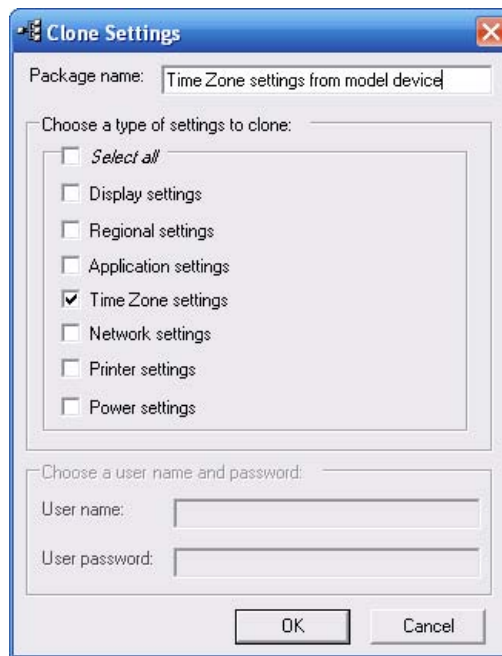 Clone Settings
Package name: Time Zone settings from model device
Choose a type of settings to clone:
Select all
Display settings
Regional settings
Application settings
Time Zone settings
Network settings
Printer settings
Power settings
Choose a user name and password:
User name:
User password:
OK Cancel